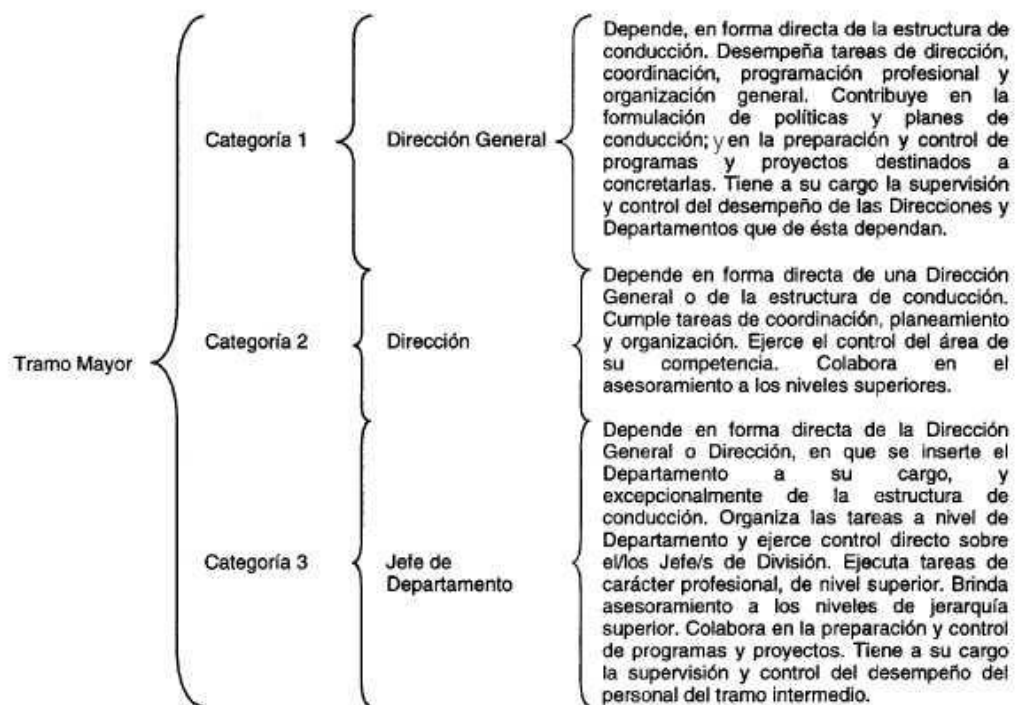 Tramo Mayor
Categoría 1
Dirección General
Depende, en forma directa de la estructura de
conducción. Desempeña tareas de dirección,
coordinación, programación profesional y
organización general. Contribuye en la
formulación de políticas y planes de
conducción; y en la preparación y control de
programas y proyectos destinados a
concretarlas. Tiene a su cargo la supervisión
y control del desempeño de las Direcciones y
Departamentos que de ésta dependan.
Categoría 2
Dirección
Depende en forma directa de una Dirección
General o de la estructura de conducción.
Cumple tareas de coordinación, planeamiento
y organización. Ejerce el control del área de
su competencia. Colabora en el
asesoramiento a los niveles superiores.
Categoría 3
Jefe de
Departamento
Depende en forma directa de la Dirección
General o Dirección, en que se inserte el
Departamento a su cargo, y
excepcionalmente de la estructura de
conducción. Organiza las tareas a nivel de
Departamento y ejerce control directo sobre
el/los Jefe/s de División. Ejecuta tareas de
carácter profesional, de nivel superior. Brinda
asesoramiento a los niveles de jerarquía
superior. Colabora en la preparación y control
de programas y proyectos. Tiene a su cargo
la supervisión y control del desempeño del
personal del tramo intermedio.